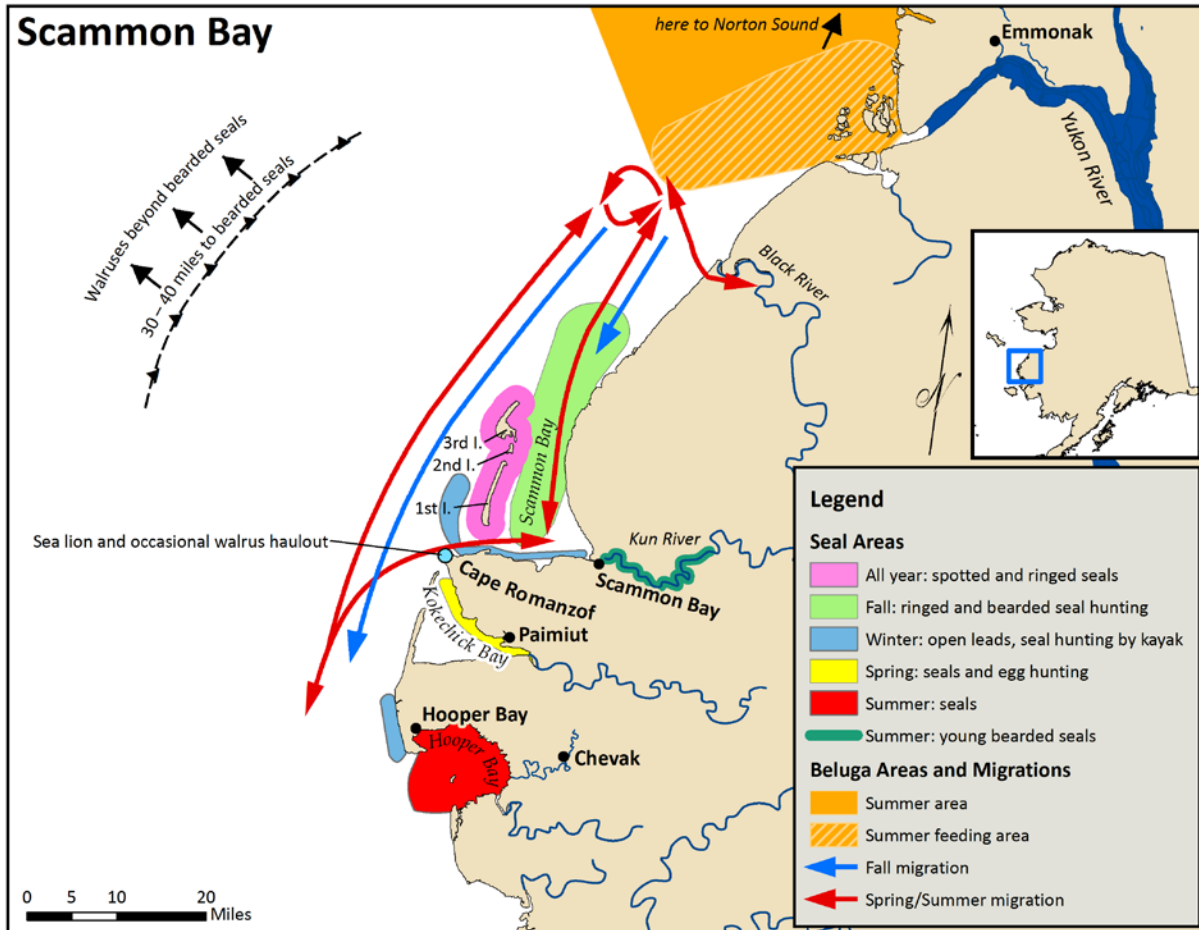 Scammon Bay
here to Norton Sound
Emmonak
Yukon River
Walruses beyond bearded seals
30 – 40 miles to bearded seals
Black River
N
3rd I.
2nd I.
1st I.
Scammon Bay
Kun River
Sea lion and occasional walrus haulout
Scammon Bay
Cape Romanzof
Kokechick Bay
Paimiut
Hooper Bay
Hooper Bay
Chevak
0 5 10 20
Miles
Legend
Seal Areas
All year: spotted and ringed seals
Fall: ringed and bearded seal hunting
Winter: open leads, seal hunting by kayak
Spring: seals and egg hunting
Summer: seals
Summer: young bearded seals
Beluga Areas and Migrations
Summer area
Summer feeding area
Fall migration
Spring/Summer migration